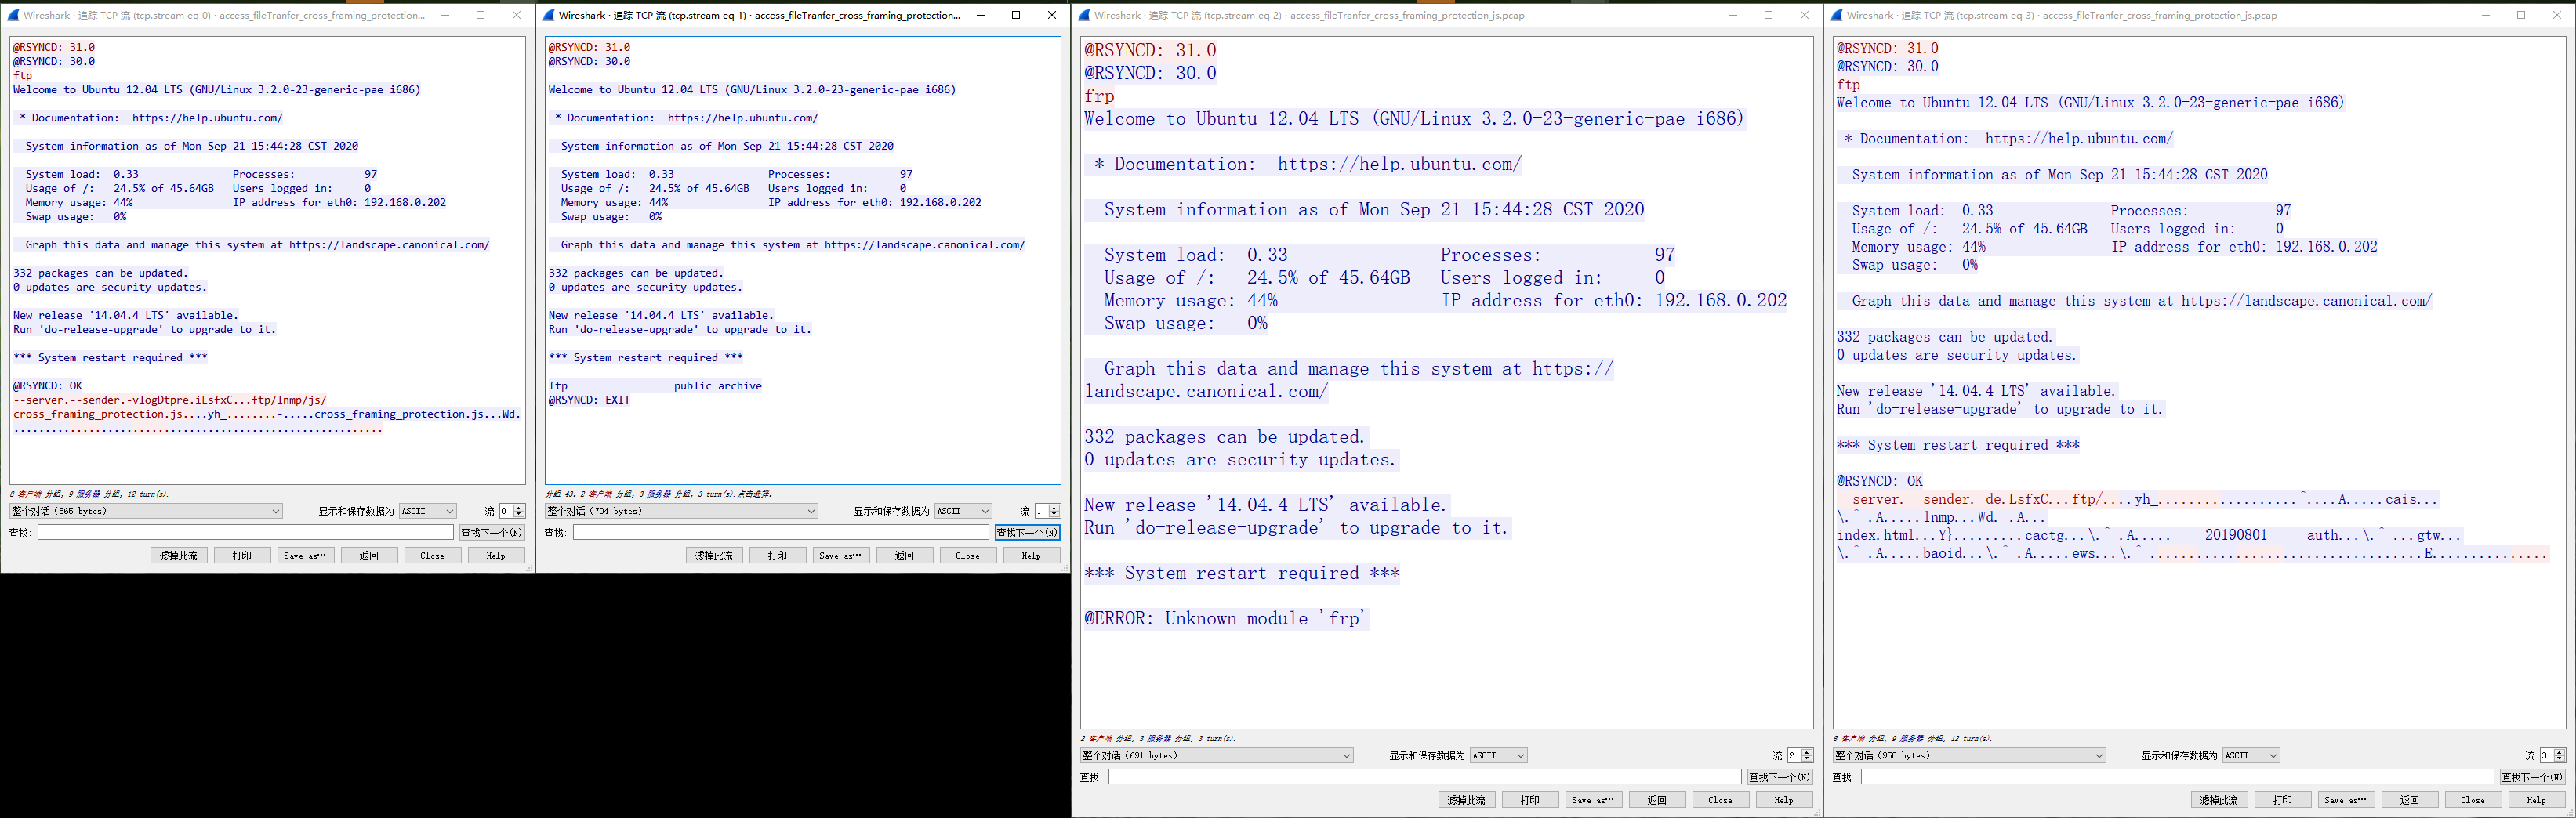 Wireshark · 追踪 TCP 流 (tcp.stream eq 0) · access_fileTranfer_cross_framing_protection...
@RSYNCD: 31.0
@RSYNCD: 30.0
ftp
Welcome to Ubuntu 12.04 LTS (GNU/Linux 3.2.0-23-generic-pae i686)
* Documentation:  https://help.ubuntu.com/
System information as of Mon Sep 21 15:44:28 CST 2020
System load:  0.33    Processes:    97
Usage of /:   24.5% of 45.64GB   Users logged in:    0
Memory usage: 44%    IP address for eth0: 192.168.0.202
Swap usage:   0%
Graph this data and manage this system at https://landscape.canonical.com/
332 packages can be updated.
0 updates are security updates.
New release '14.04.4 LTS' available.
Run 'do-release-upgrade' to upgrade to it.
*** System restart required ***
@RSYNCD: OK
--server.--sender.-vlogDtpre.iLsfxC...ftp/lnmp/js/
cross_framing_protection.js....yh_........-.....cross_framing_protection.js...Wd.
...........................................................
8 客户端 分组, 9 服务器 分组, 12 turn(s).
整个对话 (865 bytes)    显示和保存数据为 ASCII    流 0
查找:    查找下一个(N)
滤掉此流 打印 Save as… 返回 Close Help
Wireshark · 追踪 TCP 流 (tcp.stream eq 1) · access_fileTranfer_cross_framing_protection...
@RSYNCD: 31.0
@RSYNCD: 30.0
Welcome to Ubuntu 12.04 LTS (GNU/Linux 3.2.0-23-generic-pae i686)
* Documentation:  https://help.ubuntu.com/
System information as of Mon Sep 21 15:44:28 CST 2020
System load:  0.33    Processes:    97
Usage of /:   24.5% of 45.64GB   Users logged in:    0
Memory usage: 44%    IP address for eth0: 192.168.0.202
Swap usage:   0%
Graph this data and manage this system at https://landscape.canonical.com/
332 packages can be updated.
0 updates are security updates.
New release '14.04.4 LTS' available.
Run 'do-release-upgrade' to upgrade to it.
*** System restart required ***
ftp    public archive
@RSYNCD: EXIT
分组 43。2 客户端 分组, 3 服务器 分组, 3 turn(s).点击选择。
整个对话 (704 bytes)    显示和保存数据为 ASCII    流 1
查找:    查找下一个(N)
滤掉此流 打印 Save as… 返回 Close Help
Wireshark · 追踪 TCP 流 (tcp.stream eq 2) · access_fileTranfer_cross_framing_protection_js.pcap
@RSYNCD: 31.0
@RSYNCD: 30.0
frp
Welcome to Ubuntu 12.04 LTS (GNU/Linux 3.2.0-23-generic-pae i686)
* Documentation:  https://help.ubuntu.com/
System information as of Mon Sep 21 15:44:28 CST 2020
System load:  0.33    Processes:    97
Usage of /:   24.5% of 45.64GB   Users logged in:    0
Memory usage: 44%    IP address for eth0: 192.168.0.202
Swap usage:   0%
Graph this data and manage this system at https://
landscape.canonical.com/
332 packages can be updated.
0 updates are security updates.
New release '14.04.4 LTS' available.
Run 'do-release-upgrade' to upgrade to it.
*** System restart required ***
@ERROR: Unknown module 'frp'
2 客户端 分组, 3 服务器 分组, 3 turn(s).
整个对话 (691 bytes)    显示和保存数据为 ASCII    流 2
查找:    查找下一个(N)
滤掉此流 打印 Save as… 返回 Close Help
Wireshark · 追踪 TCP 流 (tcp.stream eq 3) · access_fileTranfer_cross_framing_protection_js.pcap
@RSYNCD: 31.0
@RSYNCD: 30.0
ftp
Welcome to Ubuntu 12.04 LTS (GNU/Linux 3.2.0-23-generic-pae i686)
* Documentation:  https://help.ubuntu.com/
System information as of Mon Sep 21 15:44:28 CST 2020
System load:  0.33    Processes:    97
Usage of /:   24.5% of 45.64GB   Users logged in:    0
Memory usage: 44%    IP address for eth0: 192.168.0.202
Swap usage:   0%
Graph this data and manage this system at https://landscape.canonical.com/
332 packages can be updated.
0 updates are security updates.
New release '14.04.4 LTS' available.
Run 'do-release-upgrade' to upgrade to it.
*** System restart required ***
@RSYNCD: OK
--server.--sender.-de.LsfxC...ftp/....yh_......................^....A.....cais...
\.^-.A.....lnmp...Wd. .A...
index.html...Y}.........cactg...\.^-.A.....----20190801-----auth...\.^-...gtw...
\.^-.A.....baoid...\.^-.A.....ews...\.^-...........................................E..................
8 客户端 分组, 9 服务器 分组, 12 turn(s).
整个对话 (950 bytes)    显示和保存数据为 ASCII    流 3
查找:    查找下一个(N)
滤掉此流 打印 Save as… 返回 Close Help